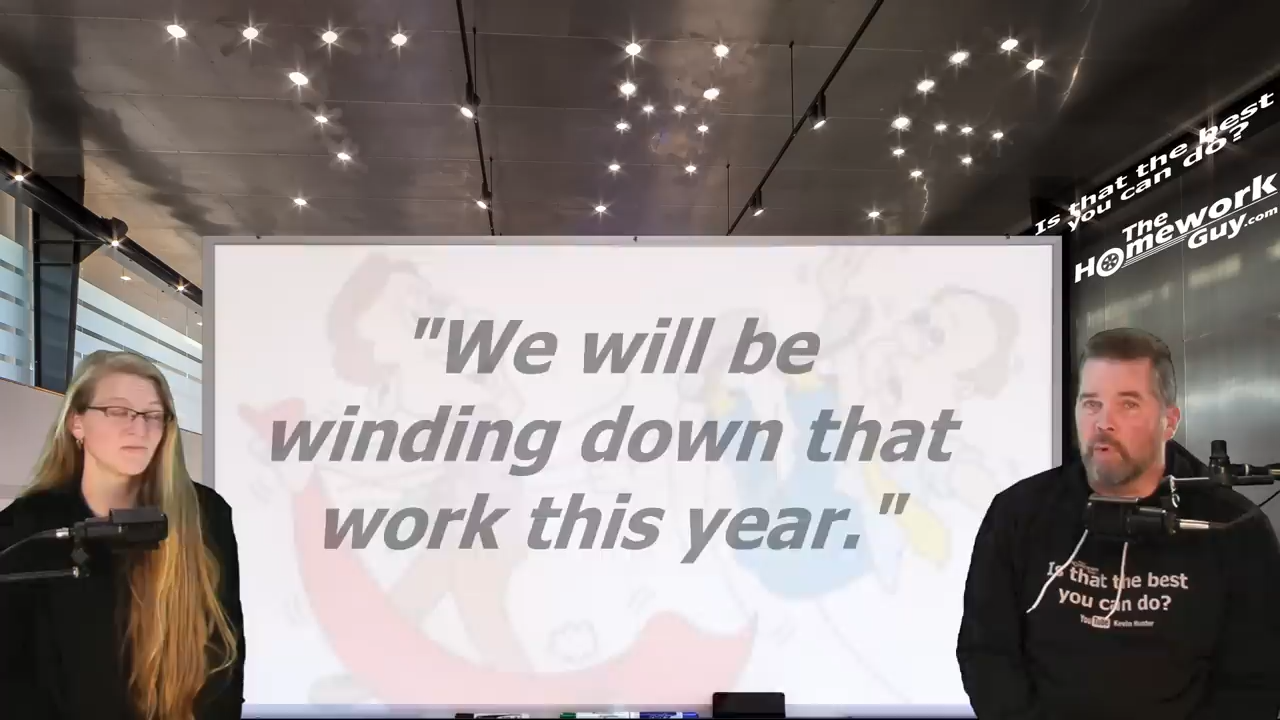 Is that the best
you can do?
The
Homework
Guy.com
"We will be
winding down that
work this year."
Is that the best
you can do?
YouTube Kevin Hunter